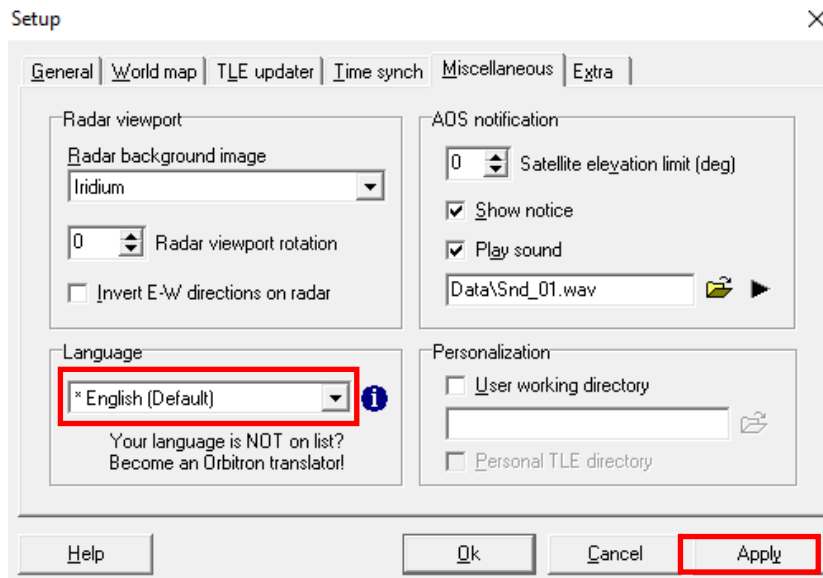 Setup
General World map TLE updater Time synch Miscellaneous Extra
Radar viewport
Radar background image
Iridium
0 Radar viewport rotation
Invert E-W directions on radar
AOS notification
0 Satellite elevation limit (deg)
Show notice
Play sound
Data\Snd_01.wav
Language
* English (Default)
Your language is NOT on list?
Become an Orbitron translator!
Personalization
User working directory
Personal TLE directory
Help Ok Cancel Apply